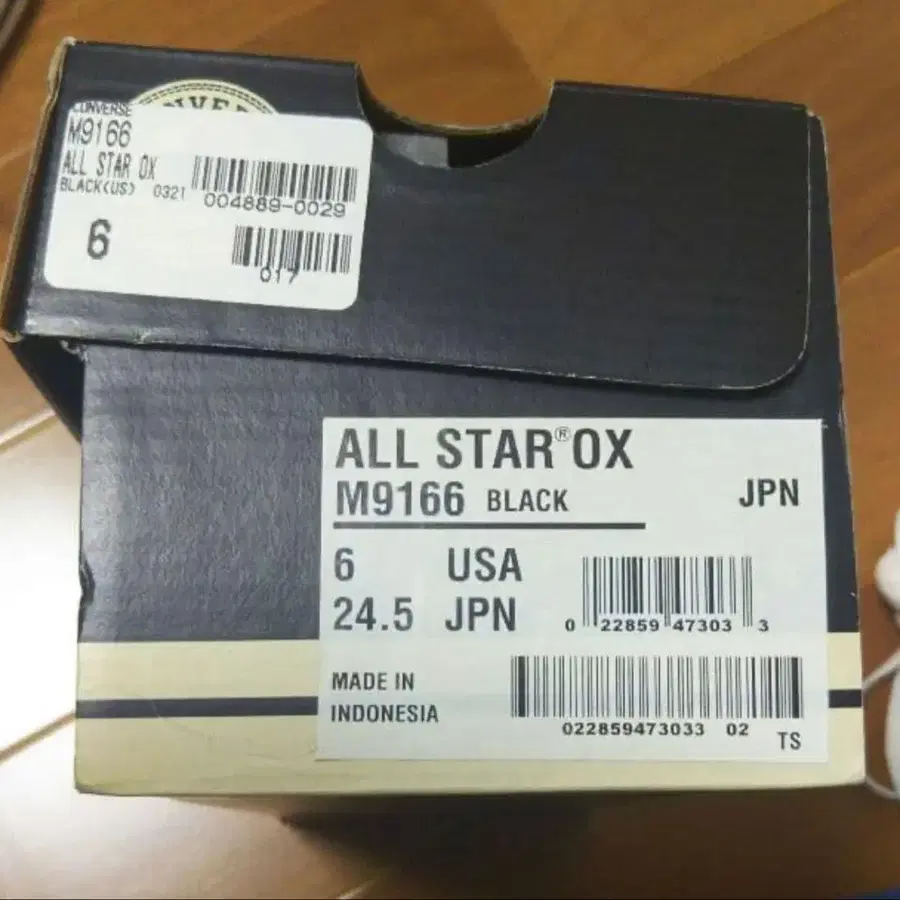 CONVERSE
M9166
ALL STAR OX
BLACK(US) 0321
004889-0029
6
017
ALL STAR® OX
M9166 BLACK
JPN
6 USA
24.5 JPN
0 22859 47303 3
MADE IN
INDONESIA
022859473033 02
TS